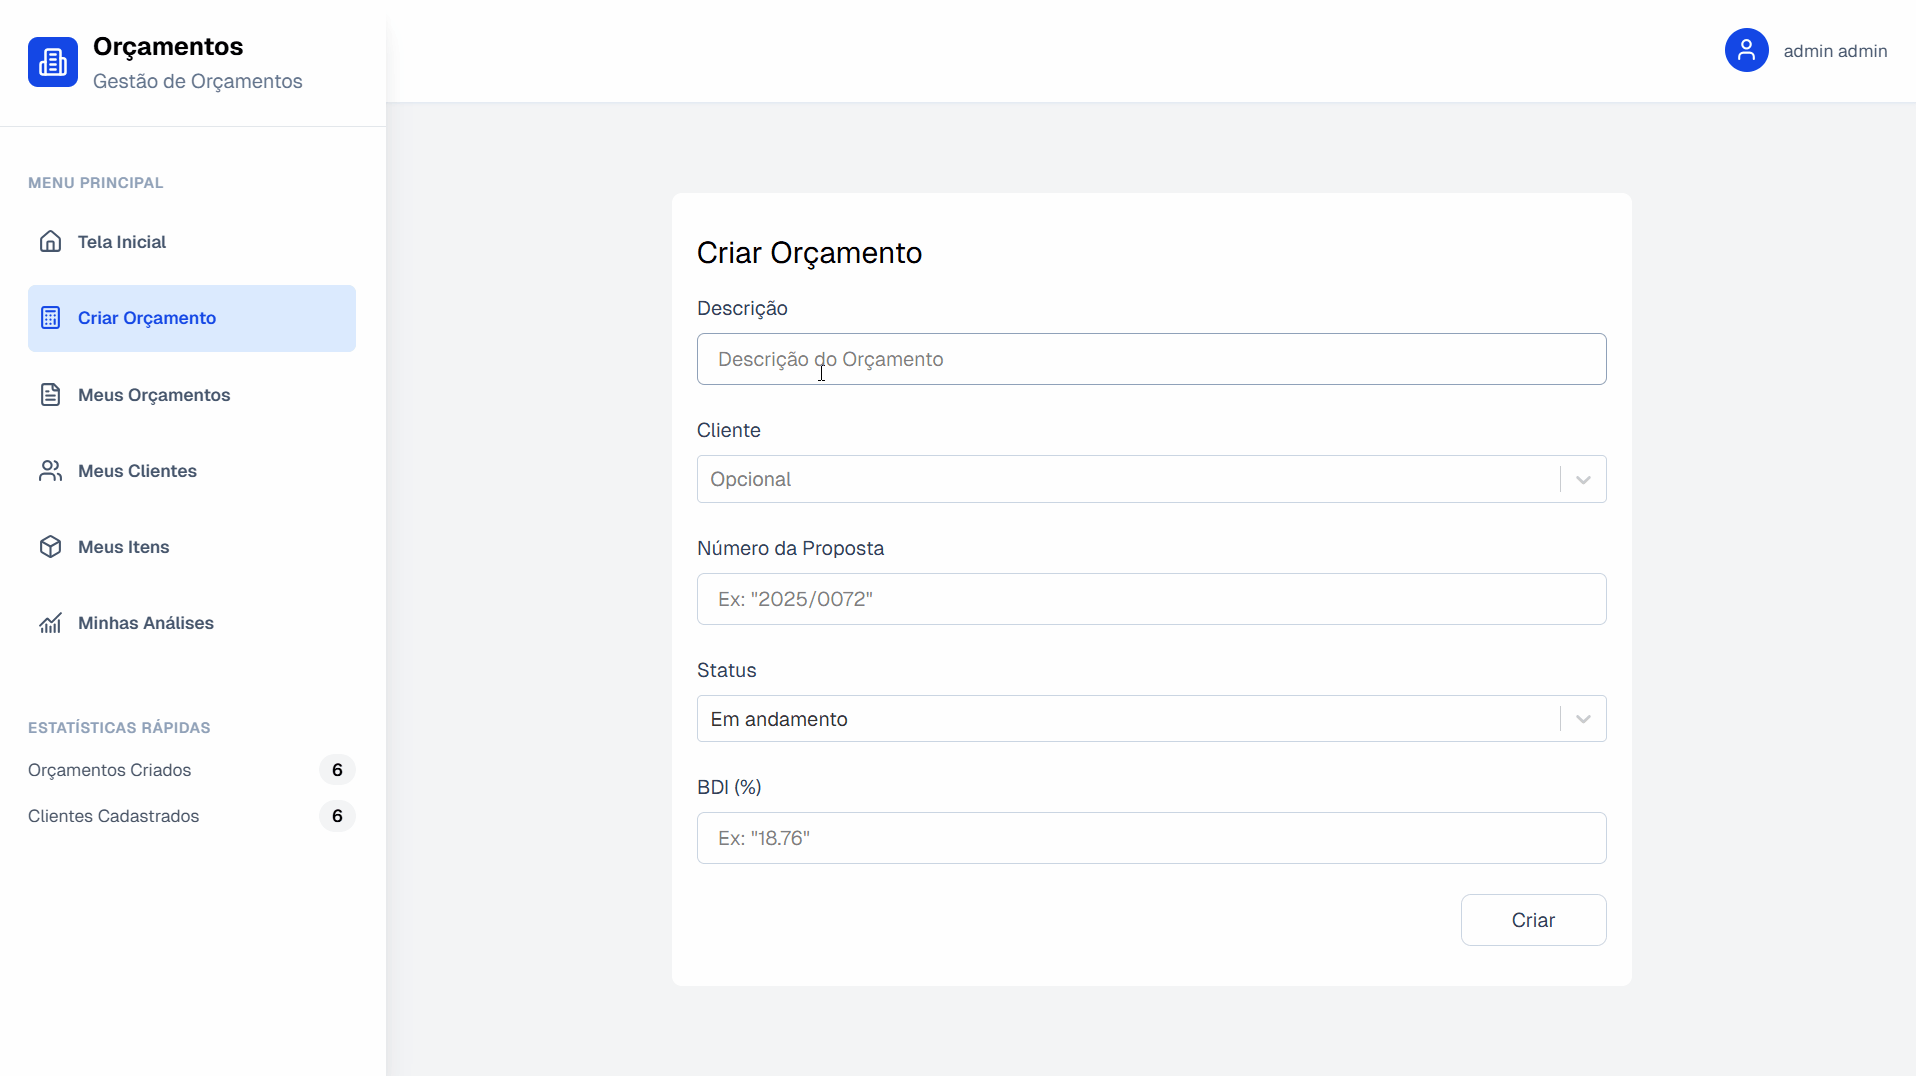 Orçamentos
Gestão de Orçamentos
admin admin
MENU PRINCIPAL
Tela Inicial
Criar Orçamento
Meus Orçamentos
Meus Clientes
Meus Itens
Minhas Análises
ESTATÍSTICAS RÁPIDAS
Orçamentos Criados 6
Clientes Cadastrados 6
Criar Orçamento
Descrição
Descrição do Orçamento
Cliente
Opcional
Número da Proposta
Ex: "2025/0072"
Status
Em andamento
BDI (%)
Ex: "18.76"
Criar